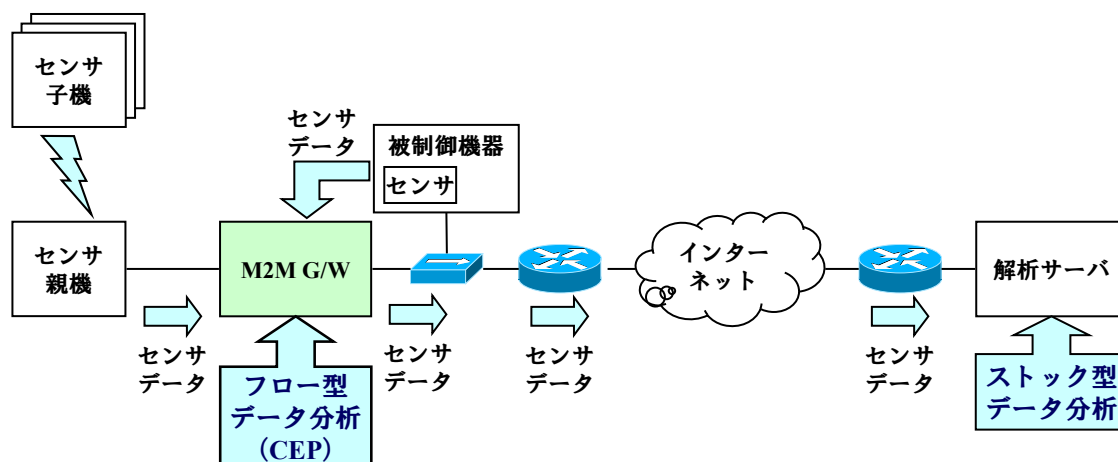 センサ
子機
センサ
データ
被制御機器
センサ
センサ
親機
M2M G/W
インター
ネット
解析サーバ
センサ
データ
センサ
データ
センサ
データ
センサ
データ
フロー型
データ分析
（CEP）
ストック型
データ分析